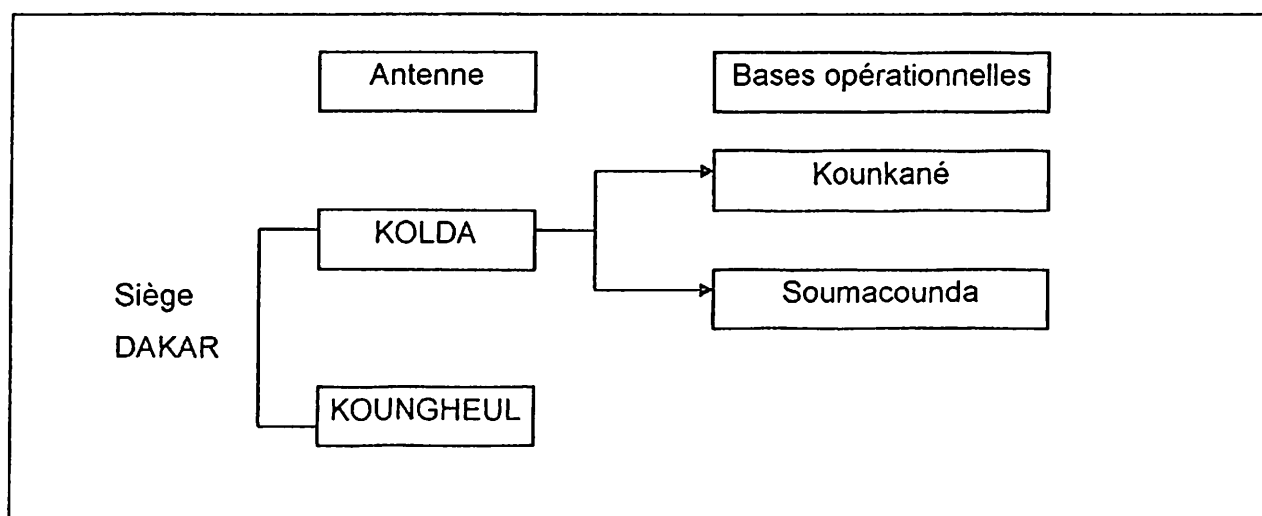 Antenne
Bases opérationnelles
Kounkané
KOLDA
Soumacounda
Siège
DAKAR
KOUNGHEUL